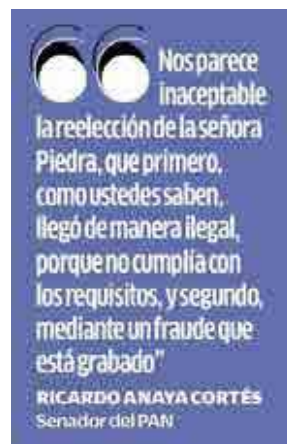 Nos parece
inaceptable
la reelección de la señora
Piedra, que primero,
como ustedes saben,
llegó de manera ilegal,
porque no cumplía con
los requisitos, y segundo,
mediante un fraude que
está grabado”
RICARDO ANAYA CORTÉS
Senador del PAN